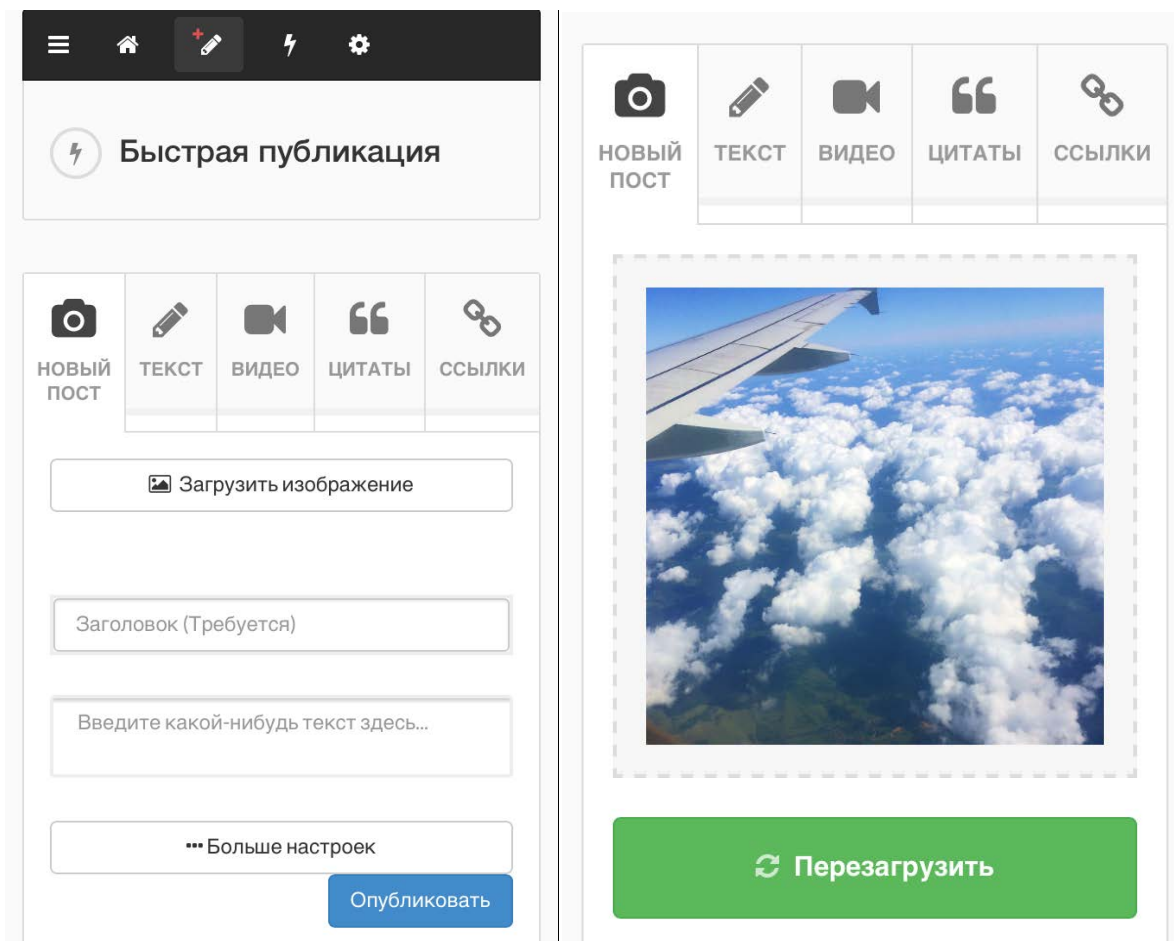 Быстрая публикация
НОВЫЙ
ПОСТ
ТЕКСТ
ВИДЕО
ЦИТАТЫ
ССЫЛКИ
Загрузить изображение
Заголовок (Требуется)
Введите какой-нибудь текст здесь...
Больше настроек
Опубликовать
НОВЫЙ
ПОСТ
ТЕКСТ
ВИДЕО
ЦИТАТЫ
ССЫЛКИ
Перезагрузить